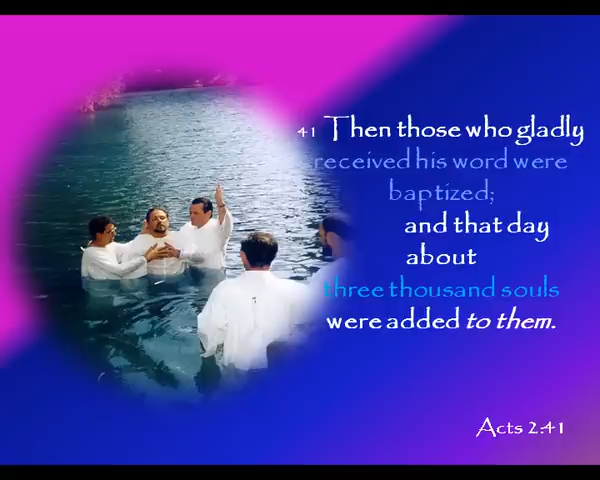 41 Then those who gladly
received his word were
baptized;
and that day
about
three thousand souls
were added to them.
Acts 2:41